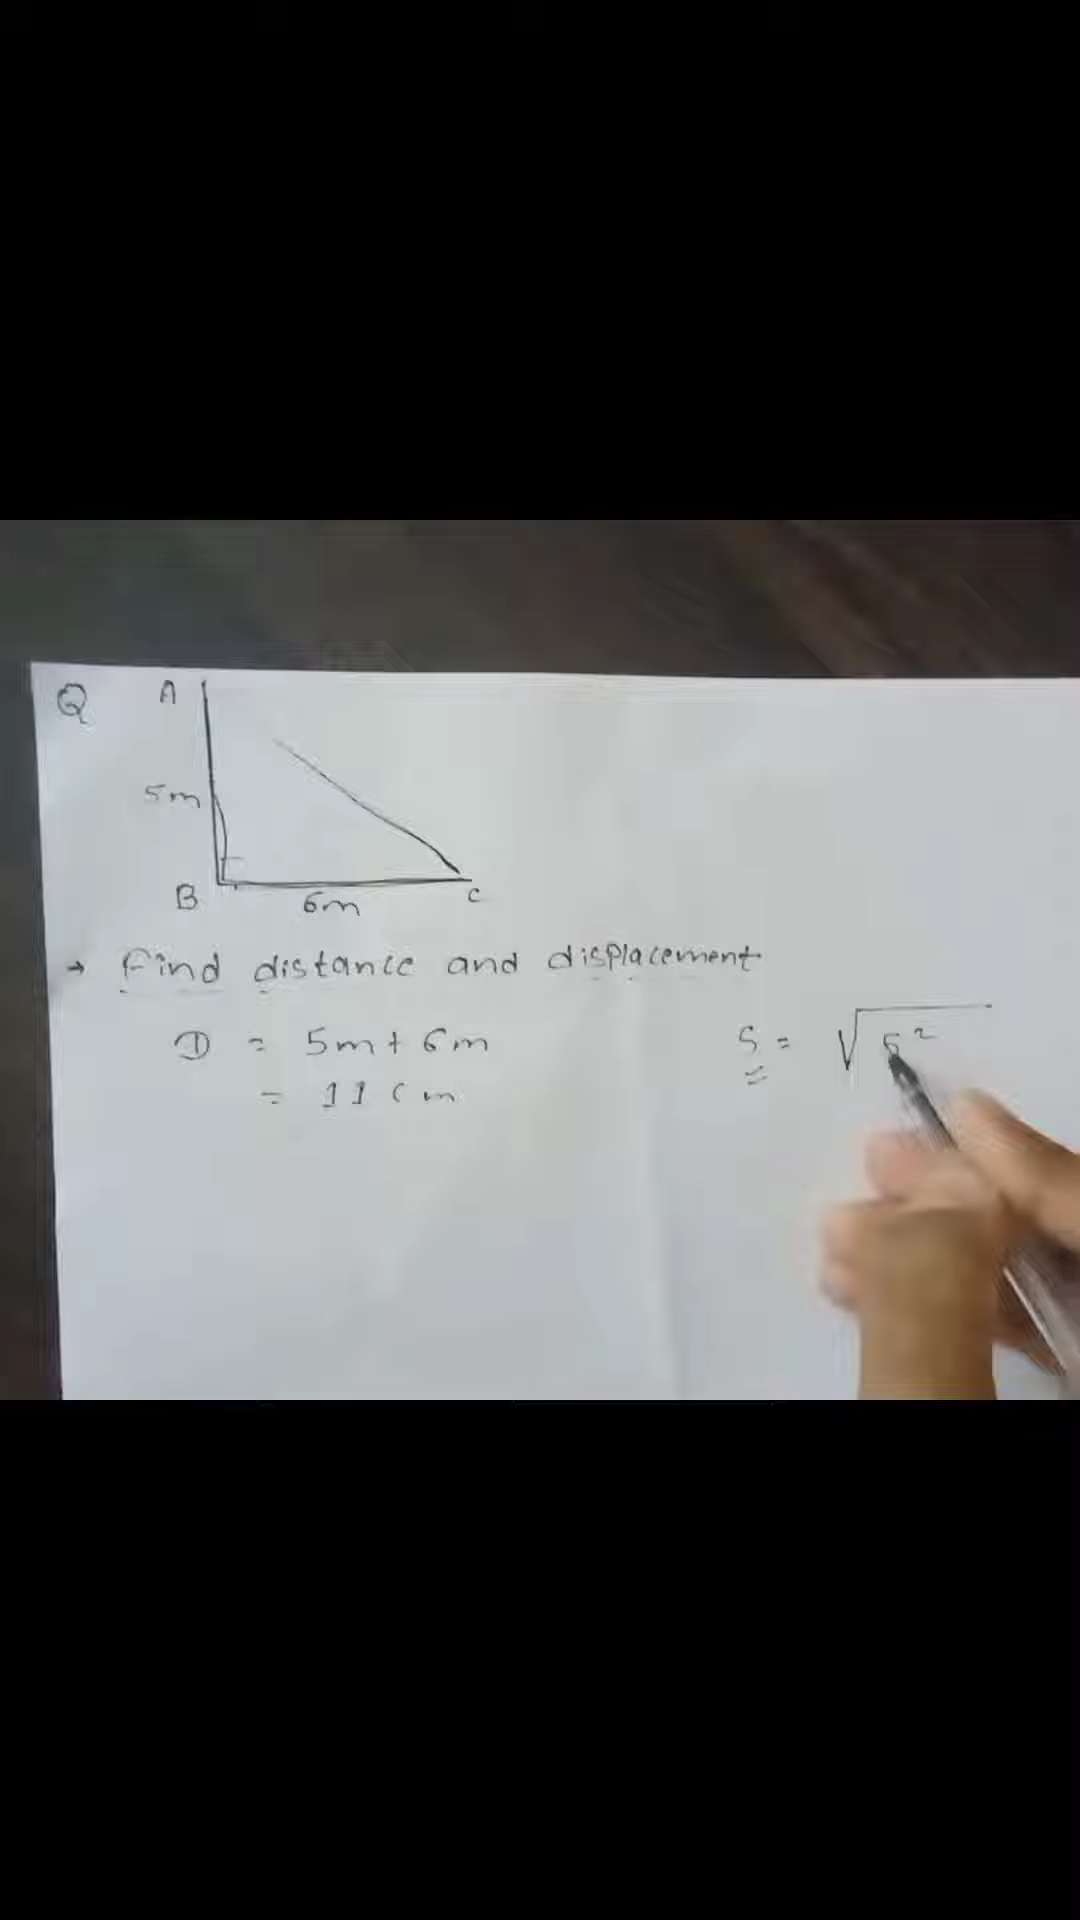 Q A
5m
B 6m C
→ Find distance and displacement
D = 5m + 6m
= 11 cm
S = √5²